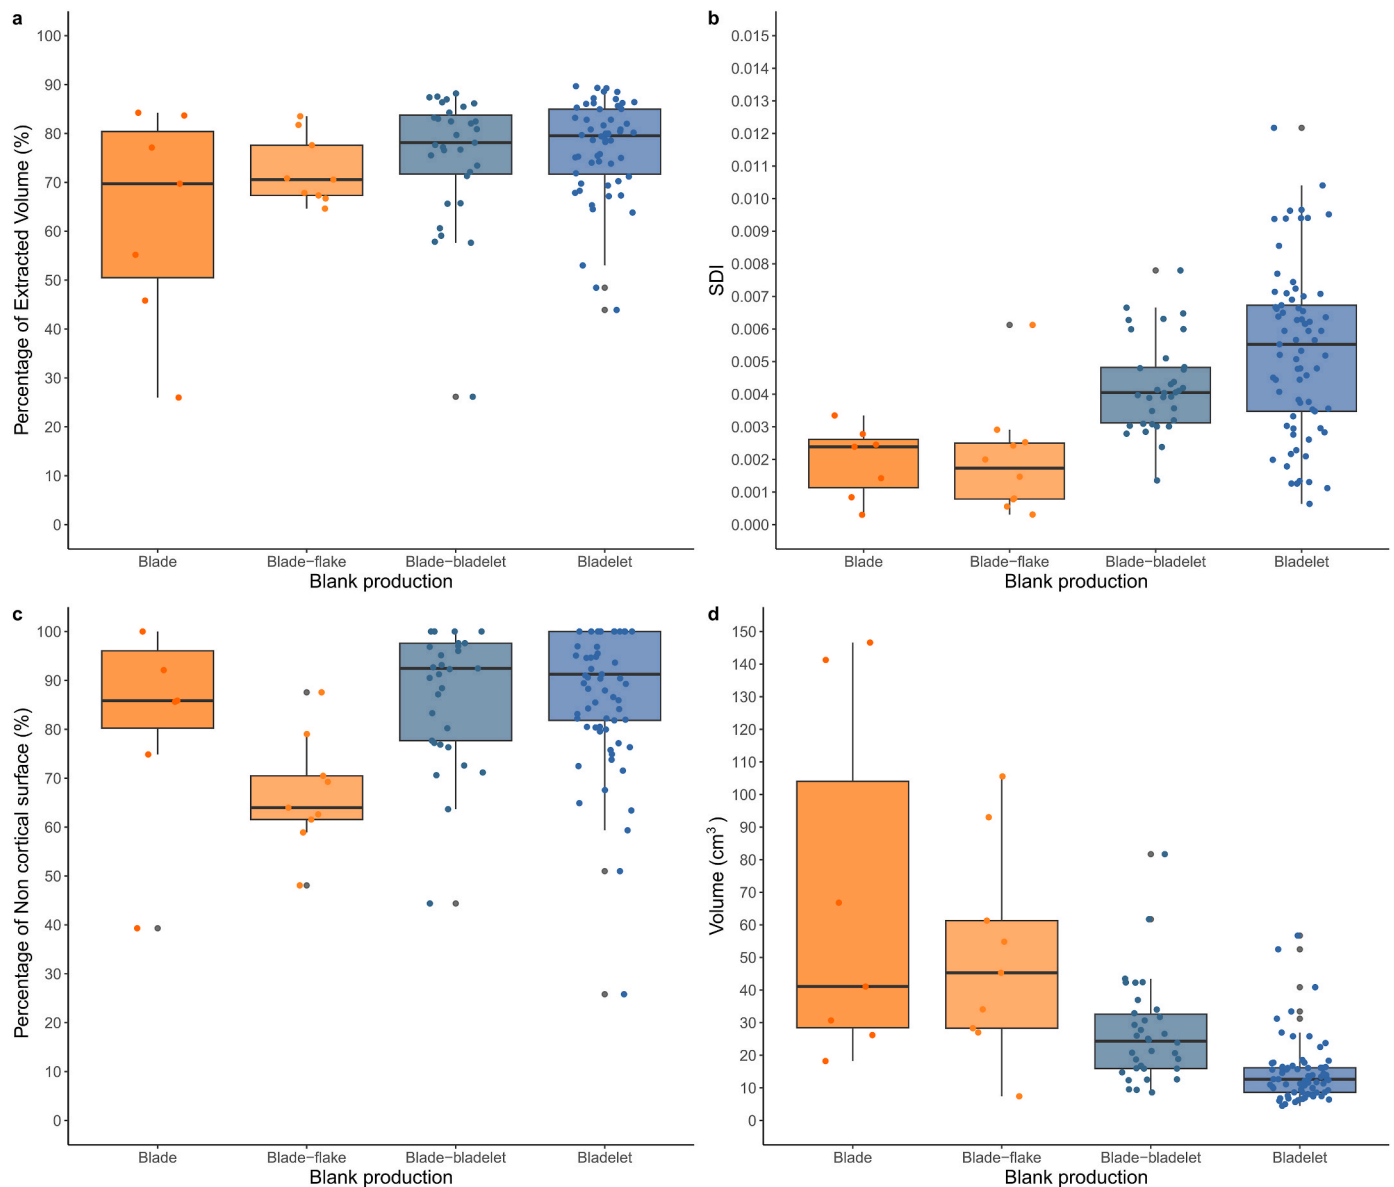 a
Percentage of Extracted Volume (%)
100
90
80
70
60
50
40
30
20
10
0
Blade
Blade−flake
Blade−bladelet
Bladelet
Blank production
b
SDI
0.015
0.014
0.013
0.012
0.011
0.010
0.009
0.008
0.007
0.006
0.005
0.004
0.003
0.002
0.001
0.000
Blade
Blade−flake
Blade−bladelet
Bladelet
Blank production
c
Percentage of Non cortical surface (%)
100
90
80
70
60
50
40
30
20
10
0
Blade
Blade−flake
Blade−bladelet
Bladelet
Blank production
d
Volume (cm³)
150
140
130
120
110
100
90
80
70
60
50
40
30
20
10
0
Blade
Blade−flake
Blade−bladelet
Bladelet
Blank production